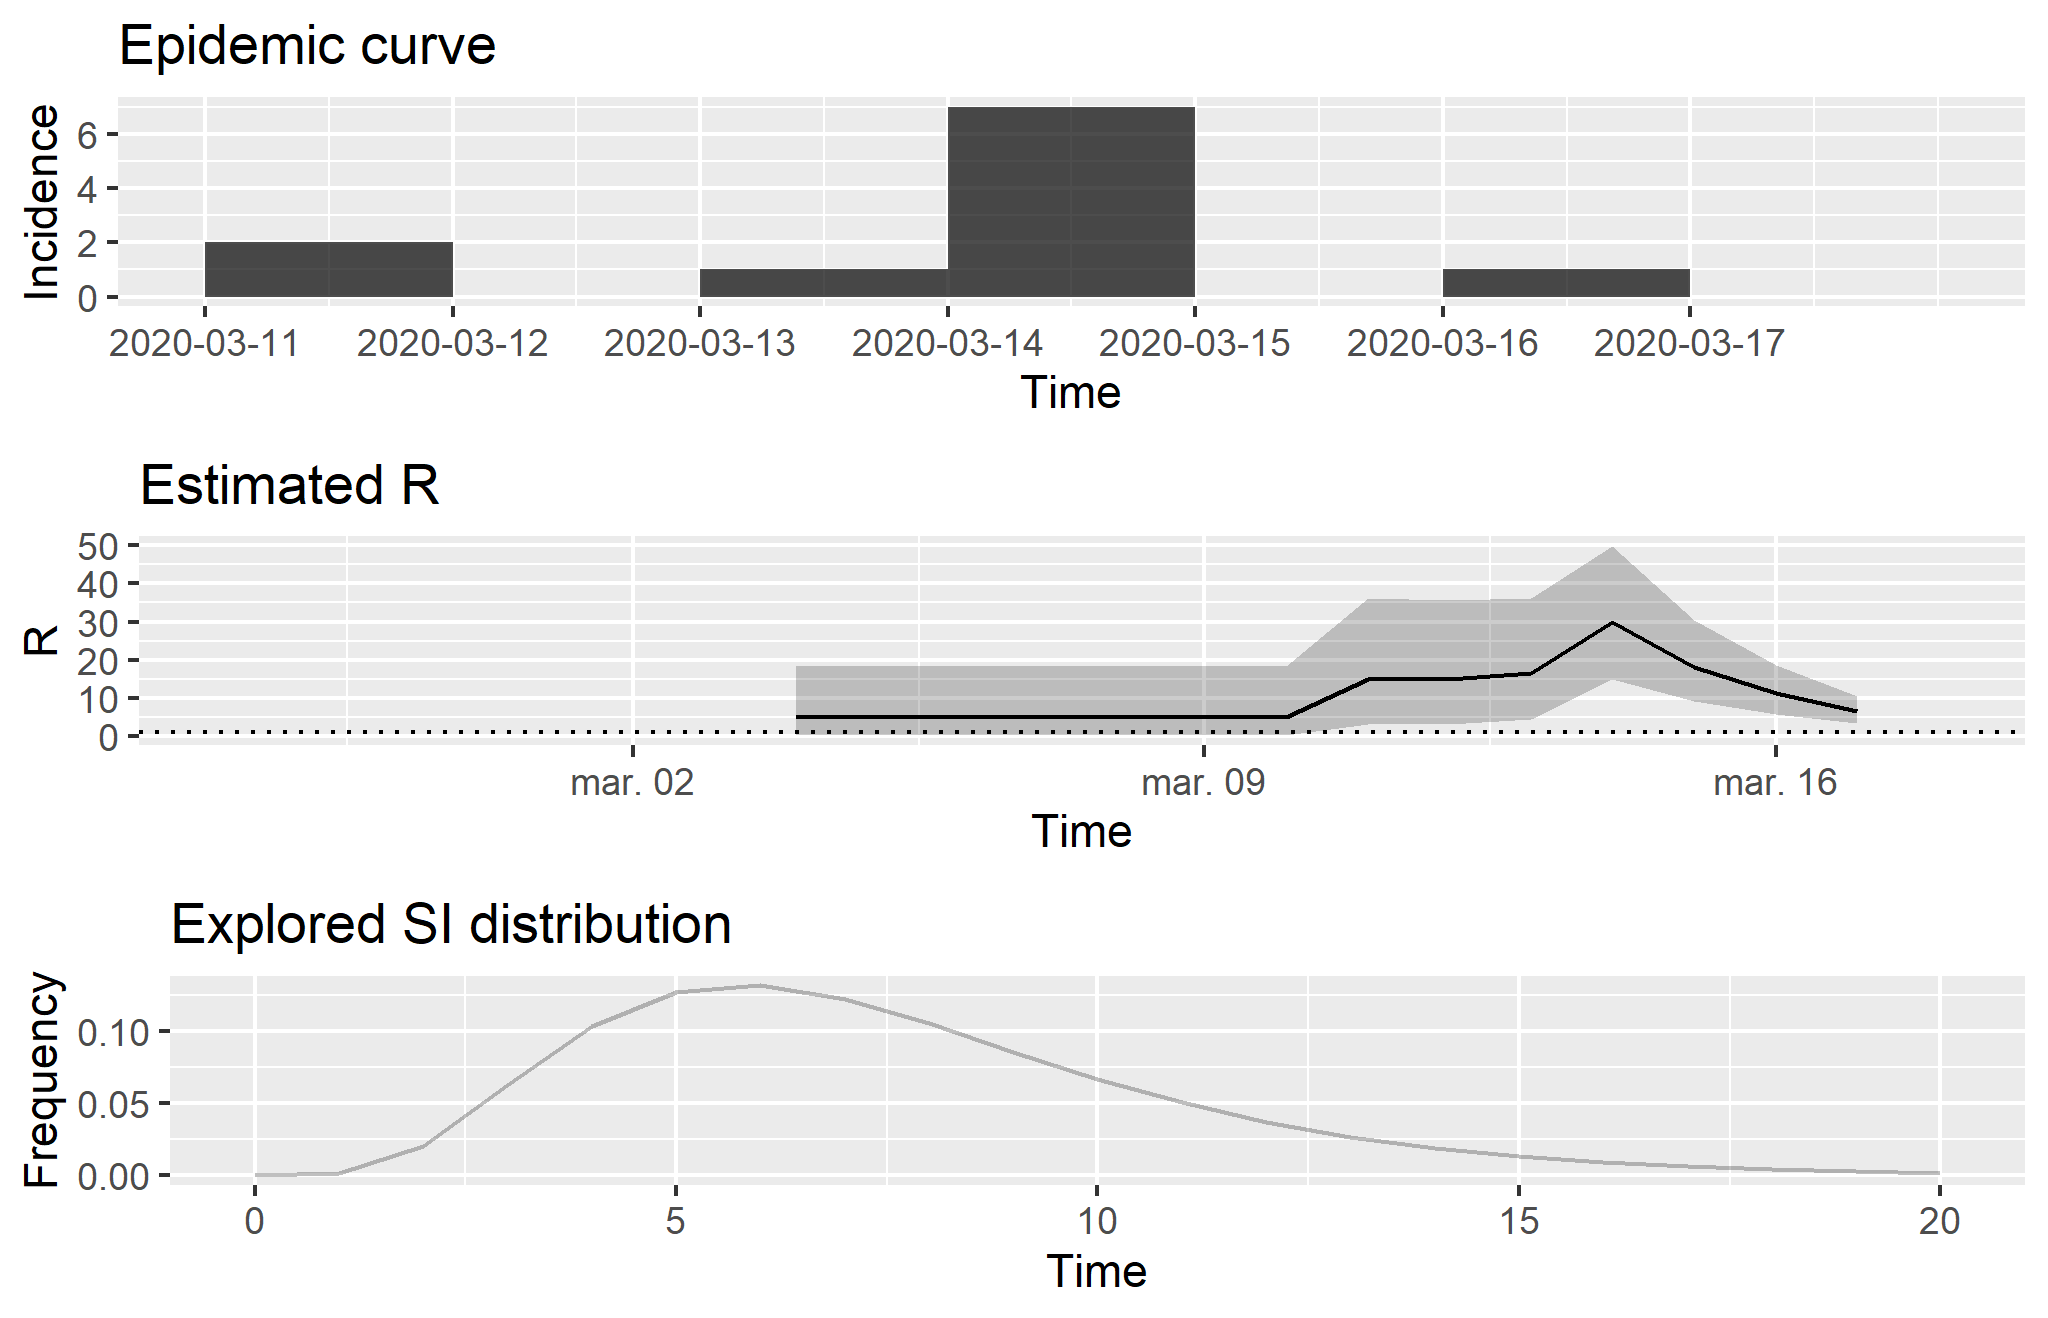 Epidemic curve
Incidence
6
4
2
0
2020-03-11 2020-03-12 2020-03-13 2020-03-14 2020-03-15 2020-03-16 2020-03-17
Time
Estimated R
R
50
40
30
20
10
0
mar. 02 mar. 09 mar. 16
Time
Explored SI distribution
Frequency
0.10
0.05
0.00
0 5 10 15 20
Time